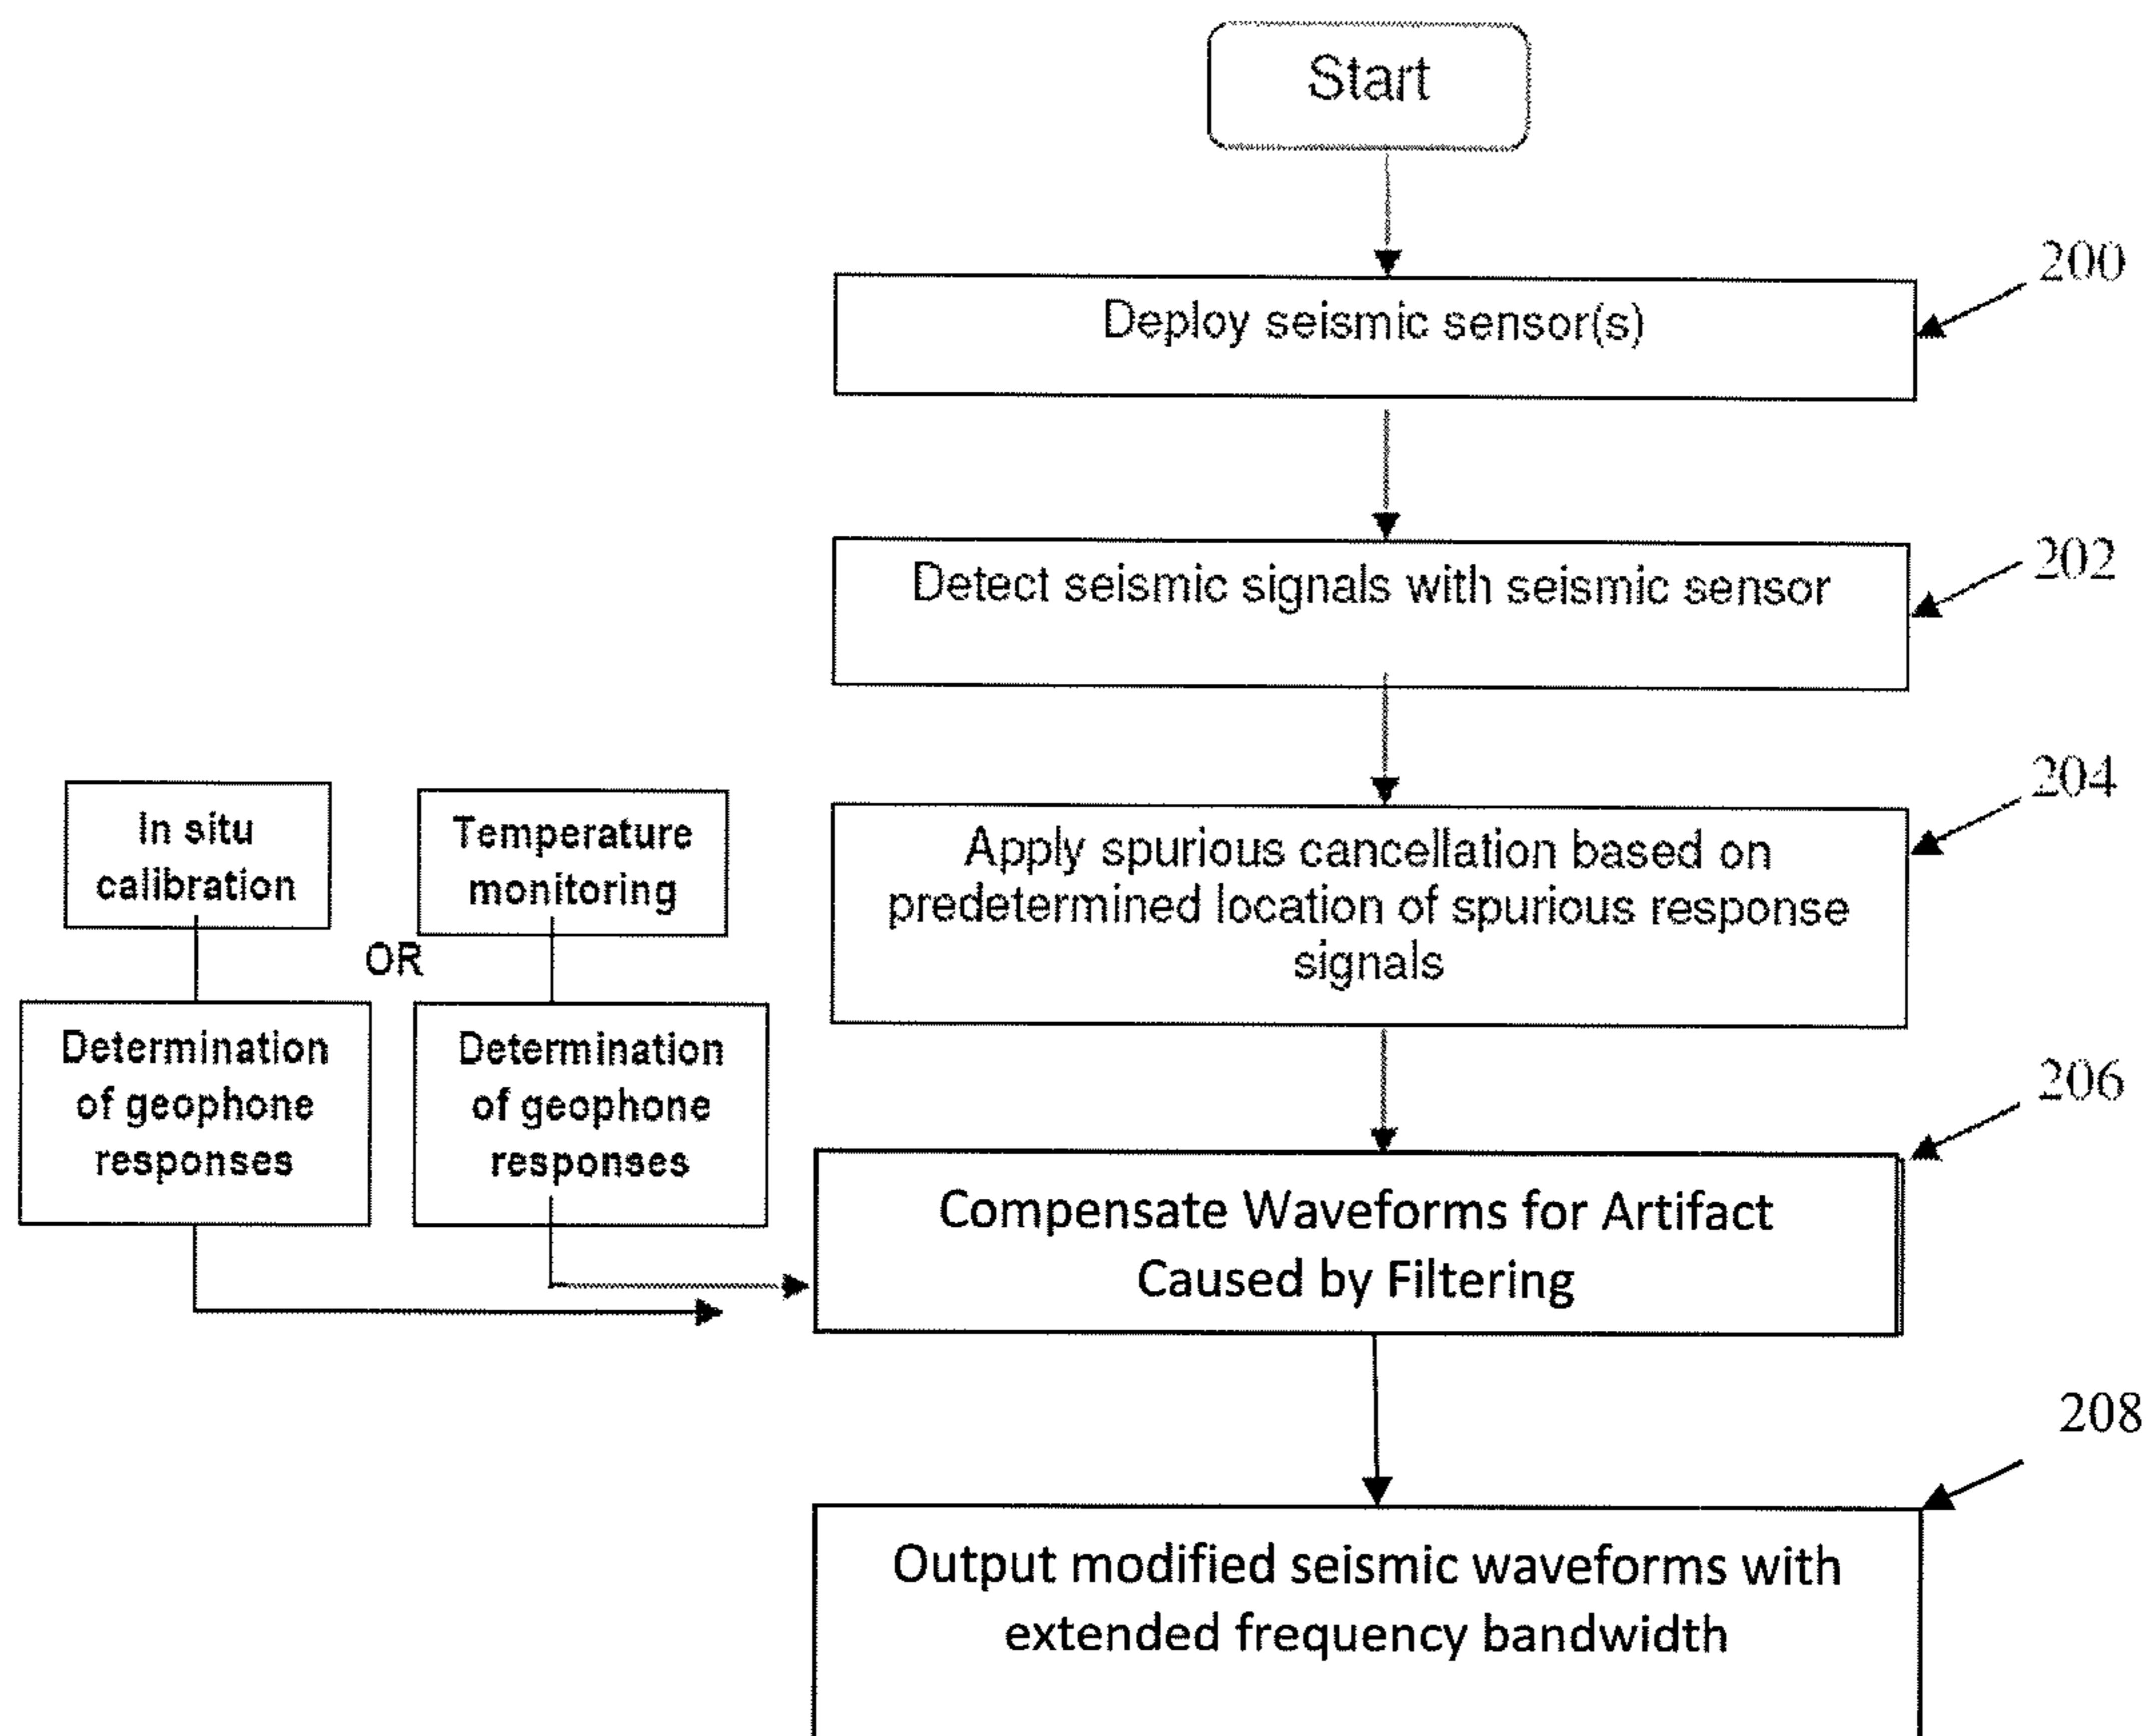 Start
200
Deploy seismic sensor(s)
202
Detect seismic signals with seismic sensor
204
Apply spurious cancellation based on
predetermined location of spurious response
signals
In situ
calibration
OR
Temperature
monitoring
Determination
of geophone
responses
Determination
of geophone
responses
206
Compensate Waveforms for Artifact
Caused by Filtering
208
Output modified seismic waveforms with
extended frequency bandwidth